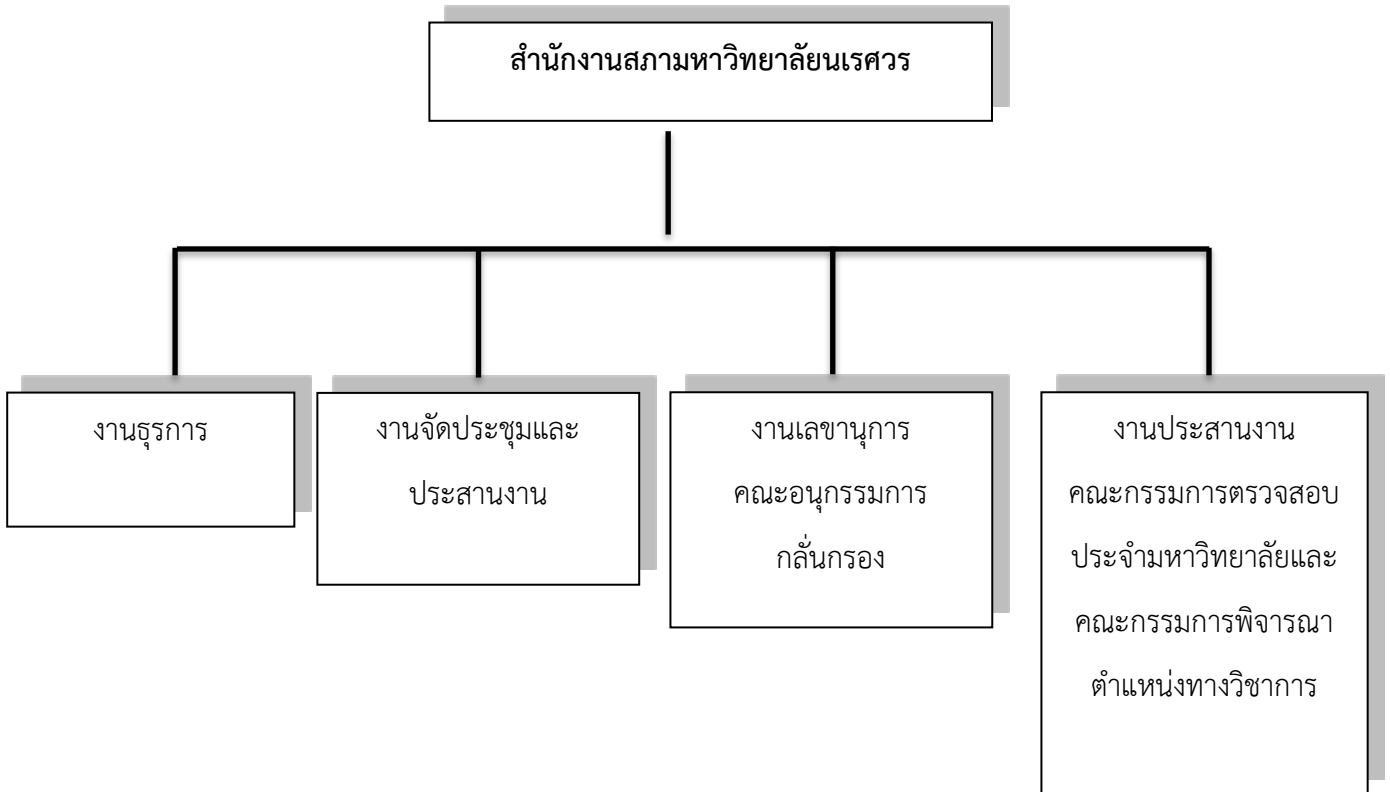 สำนักงานสภามหาวิทยาลัยนเรศวร
งานธุรการ
งานจัดประชุมและ
ประสานงาน
งานเลขานุการ
คณะอนุกรรมการ
กลั่นกรอง
งานประสานงาน
คณะกรรมการตรวจสอบ
ประจำมหาวิทยาลัยและ
คณะกรรมการพิจารณา
ตำแหน่งทางวิชาการ